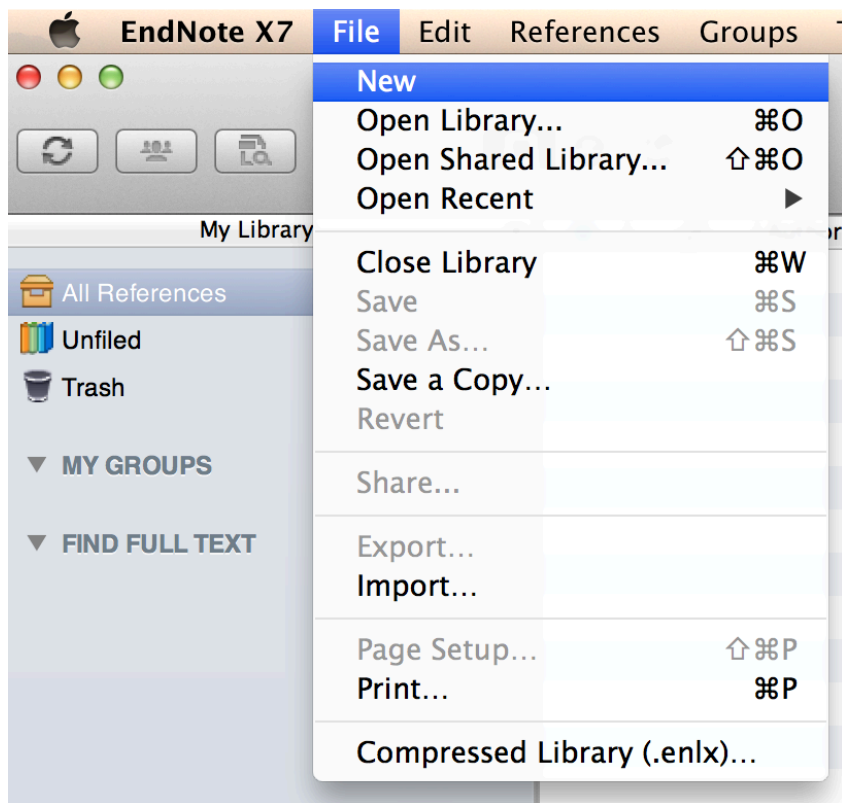 EndNote X7 File Edit References Groups
New
Open Library... ⌘O
Open Shared Library... ⇧⌘O
Open Recent ▶
My Library
Close Library ⌘W
All References
Save ⌘S
Unfiled
Save As... ⇧⌘S
Trash
Save a Copy...
Revert
▼ MY GROUPS
Share...
▼ FIND FULL TEXT
Export...
Import...
Page Setup... ⇧⌘P
Print... ⌘P
Compressed Library (.enlx)...